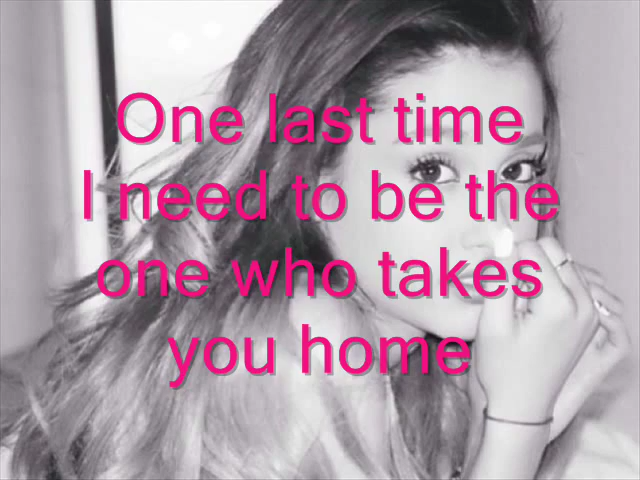 One last time
I need to be the
one who takes
you home